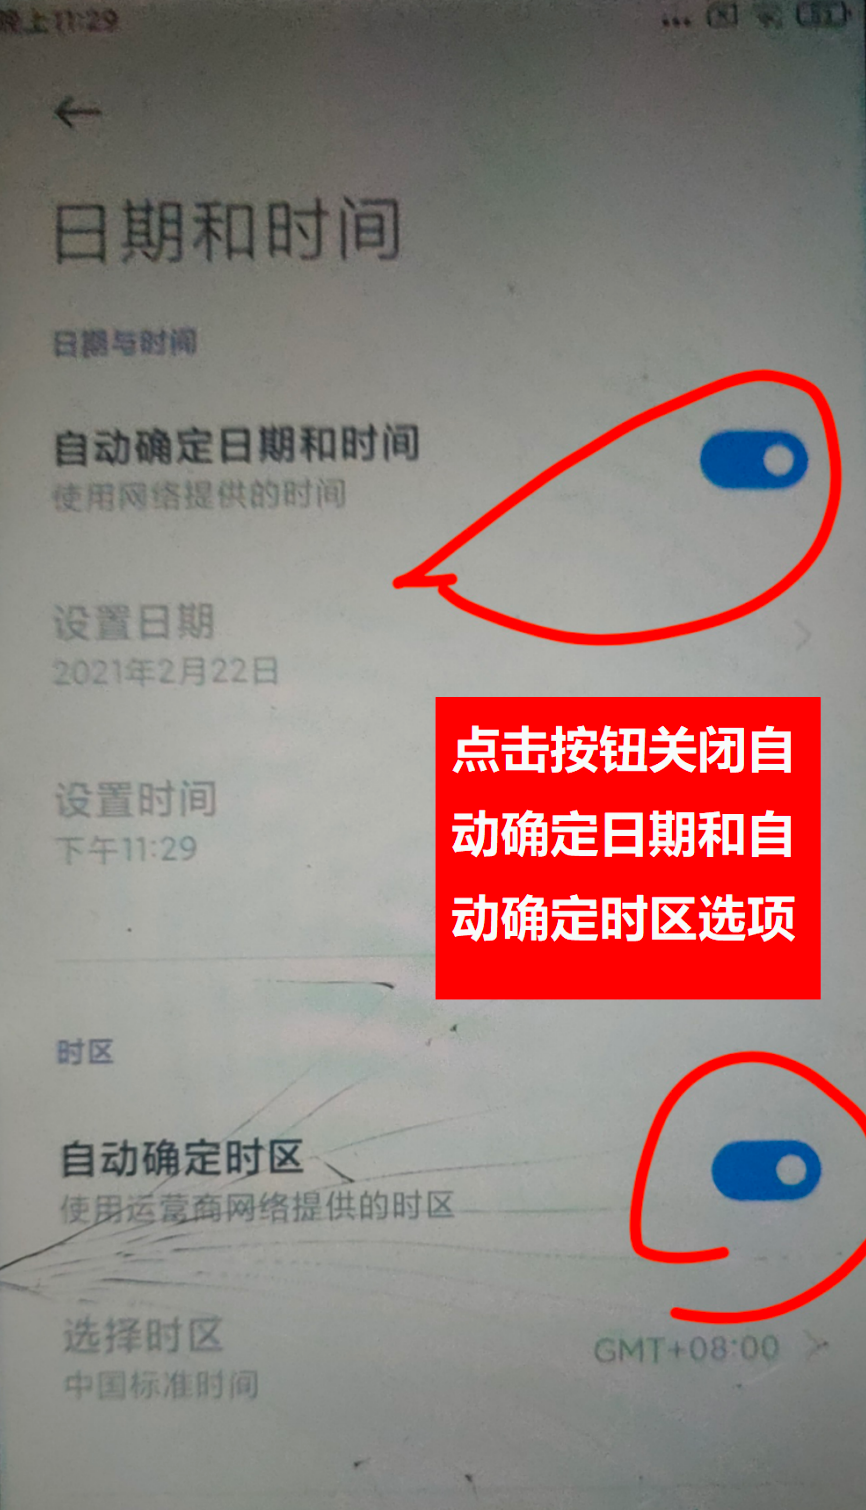 晚上11:29
日期和时间
日期与时间
自动确定日期和时间
使用网络提供的时间
设置日期
2021年2月22日
点击按钮关闭自
动确定日期和自
动确定时区选项
设置时间
下午11:29
时区
自动确定时区
使用运营商网络提供的时区
选择时区
GMT+08:00
中国标准时间